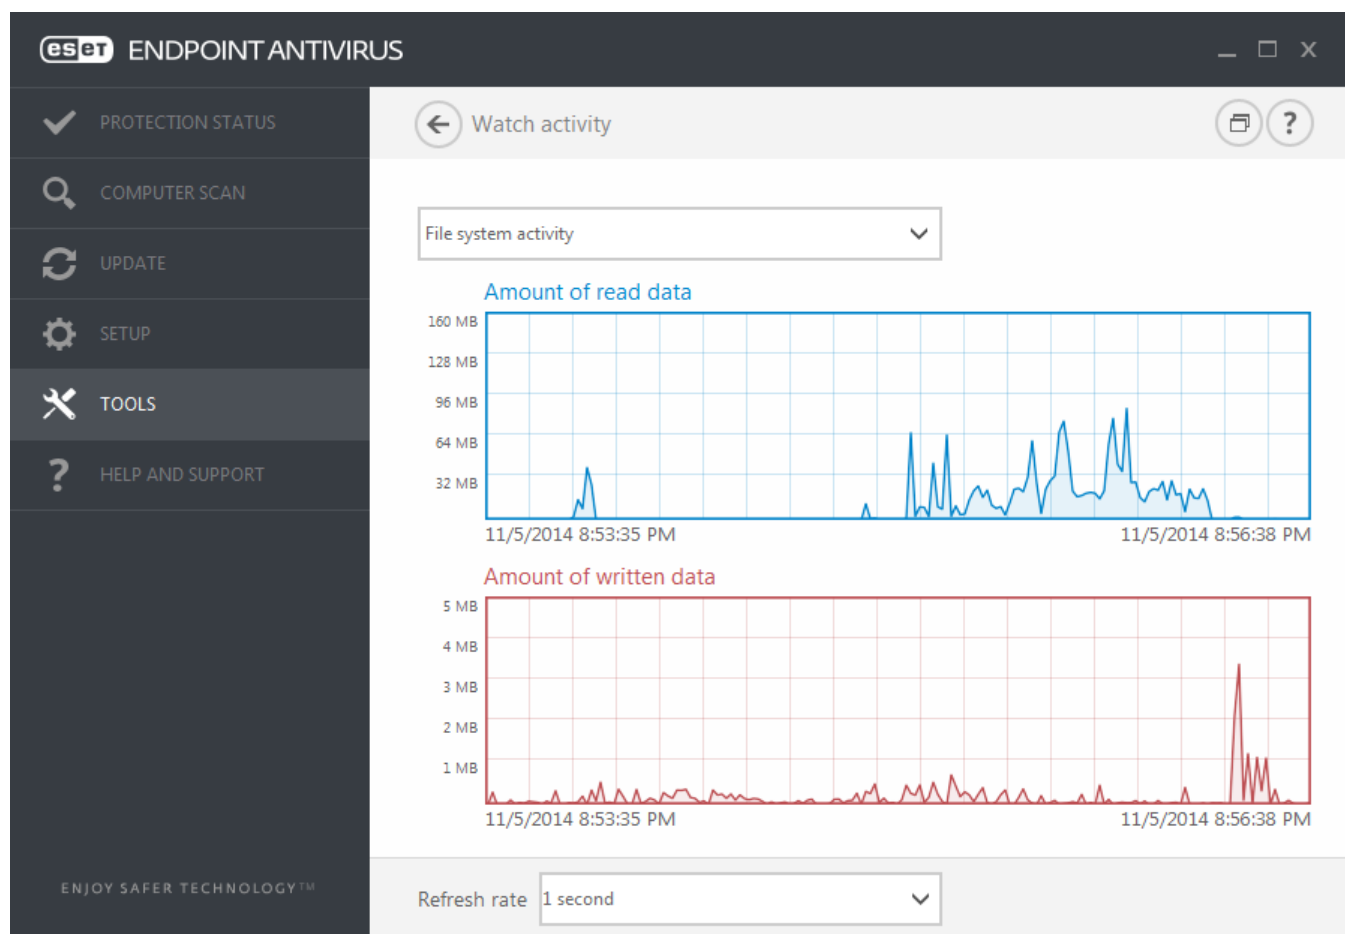 eset ENDPOINT ANTIVIRUS
PROTECTION STATUS
COMPUTER SCAN
UPDATE
SETUP
TOOLS
HELP AND SUPPORT
ENJOY SAFER TECHNOLOGY™
Watch activity
?
File system activity
Amount of read data
160 MB
128 MB
96 MB
64 MB
32 MB
11/5/2014 8:53:35 PM
11/5/2014 8:56:38 PM
Amount of written data
5 MB
4 MB
3 MB
2 MB
1 MB
11/5/2014 8:53:35 PM
11/5/2014 8:56:38 PM
Refresh rate
1 second